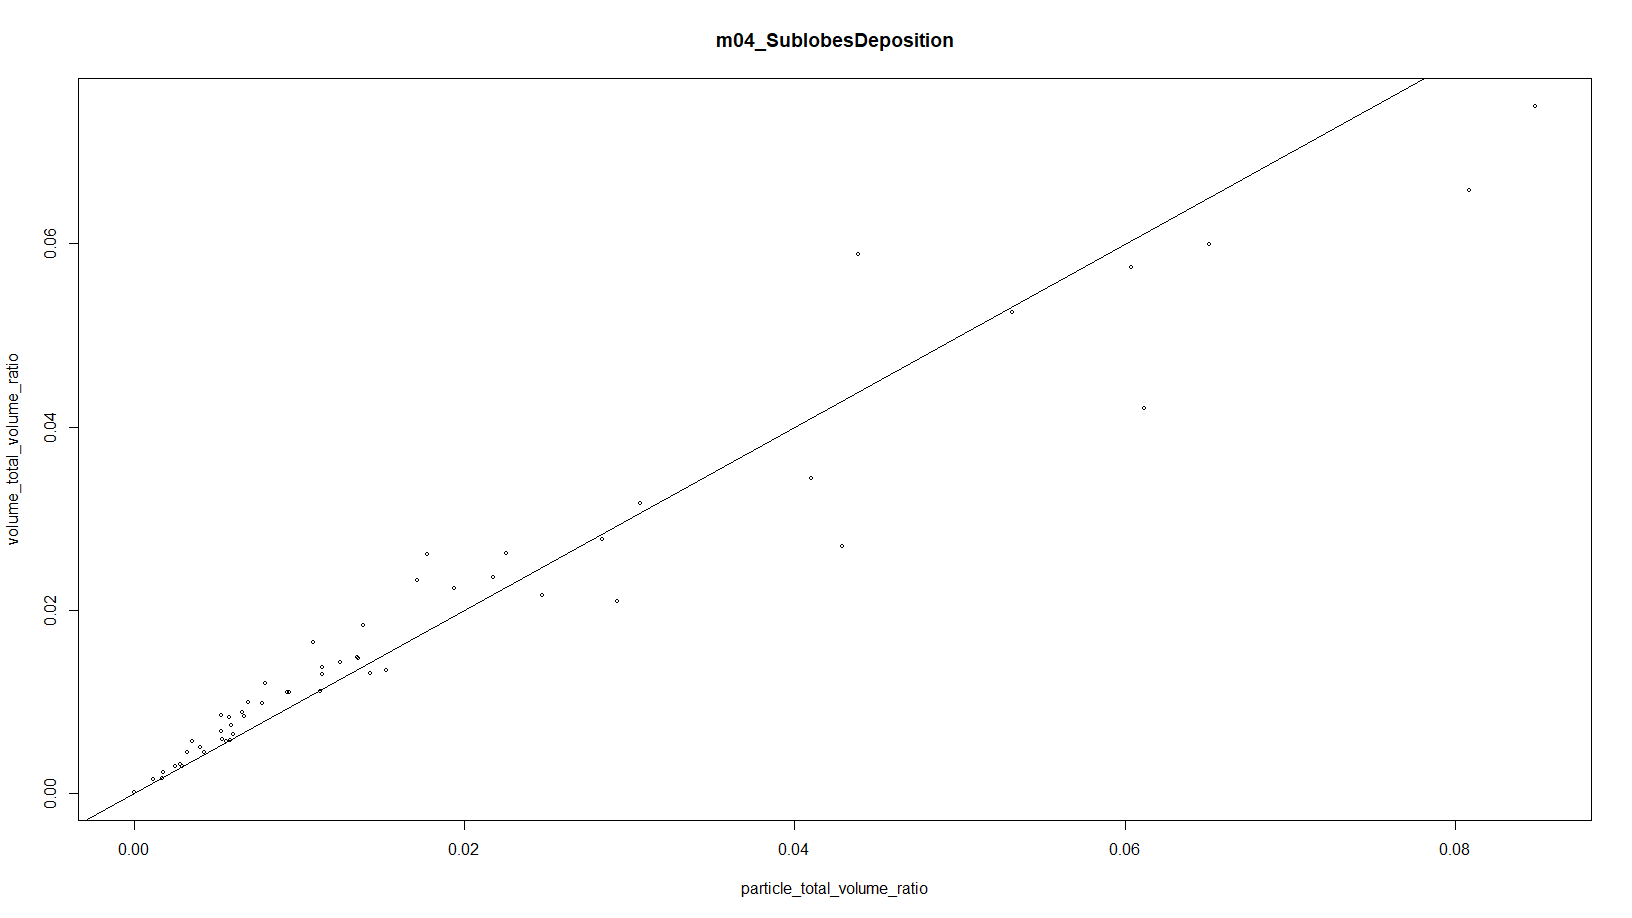 m04_SublobesDeposition
volume_total_volume_ratio
0.06
0.04
0.02
0.00
0.00 0.02 0.04 0.06 0.08
particle_total_volume_ratio